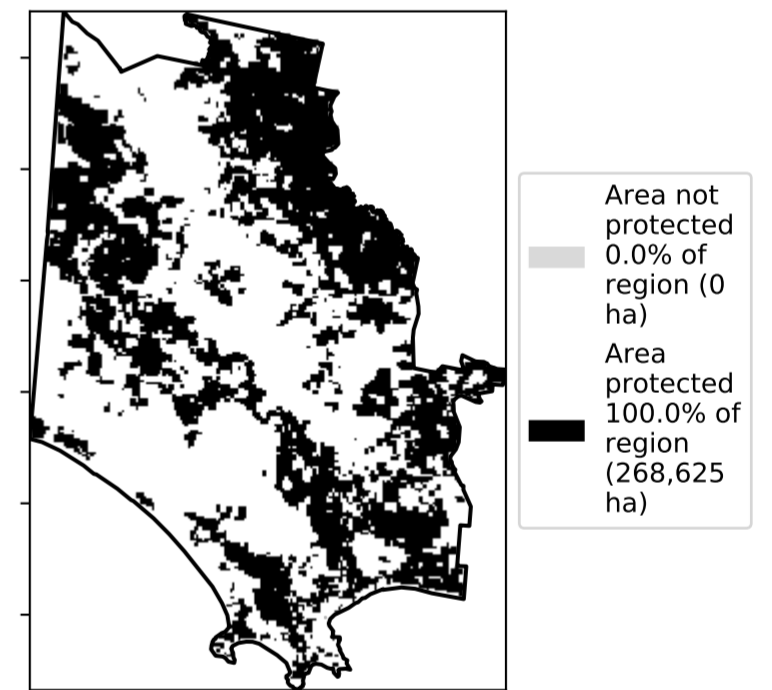 Area not
protected
0.0% of
region (0
ha)
Area
protected
100.0% of
region
(268,625
ha)